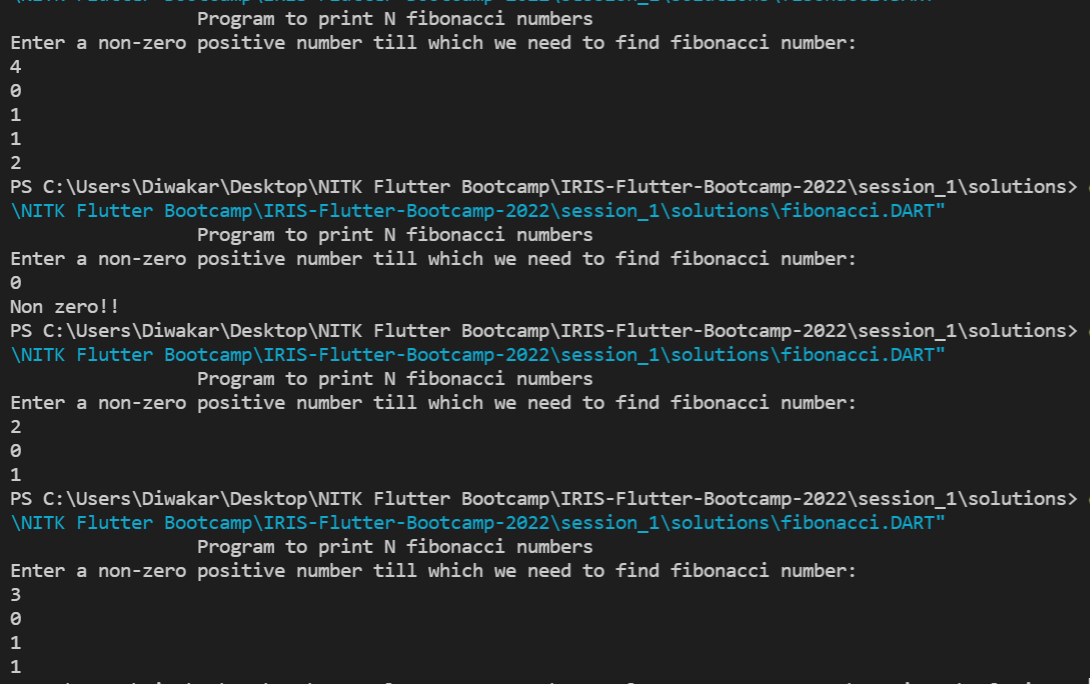 Program to print N fibonacci numbers
Enter a non-zero positive number till which we need to find fibonacci number:
4
0
1
1
2
PS C:\Users\Diwakar\Desktop\NITK Flutter Bootcamp\IRIS-Flutter-Bootcamp-2022\session_1\solutions>
\NITK Flutter Bootcamp\IRIS-Flutter-Bootcamp-2022\session_1\solutions\fibonacci.DART"
Program to print N fibonacci numbers
Enter a non-zero positive number till which we need to find fibonacci number:
0
Non zero!!
PS C:\Users\Diwakar\Desktop\NITK Flutter Bootcamp\IRIS-Flutter-Bootcamp-2022\session_1\solutions>
\NITK Flutter Bootcamp\IRIS-Flutter-Bootcamp-2022\session_1\solutions\fibonacci.DART"
Program to print N fibonacci numbers
Enter a non-zero positive number till which we need to find fibonacci number:
2
0
1
PS C:\Users\Diwakar\Desktop\NITK Flutter Bootcamp\IRIS-Flutter-Bootcamp-2022\session_1\solutions>
\NITK Flutter Bootcamp\IRIS-Flutter-Bootcamp-2022\session_1\solutions\fibonacci.DART"
Program to print N fibonacci numbers
Enter a non-zero positive number till which we need to find fibonacci number:
3
0
1
1